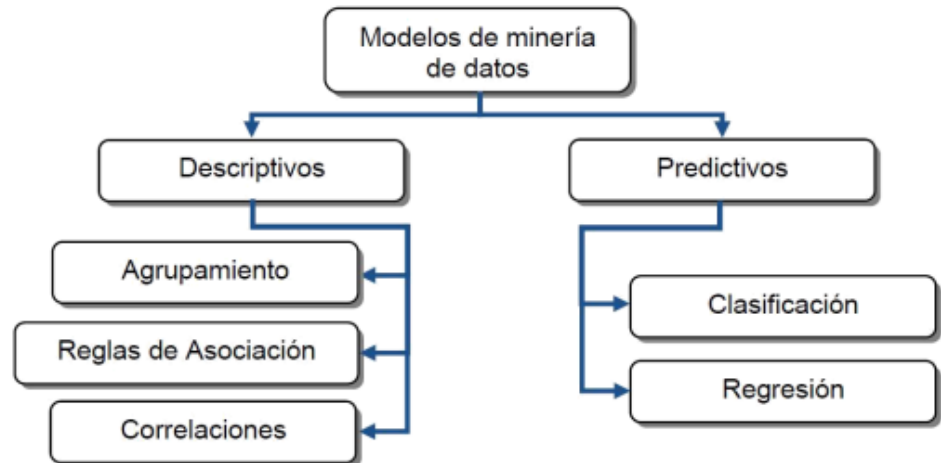 Modelos de minería
de datos
Descriptivos
Predictivos
Agrupamiento
Reglas de Asociación
Correlaciones
Clasificación
Regresión